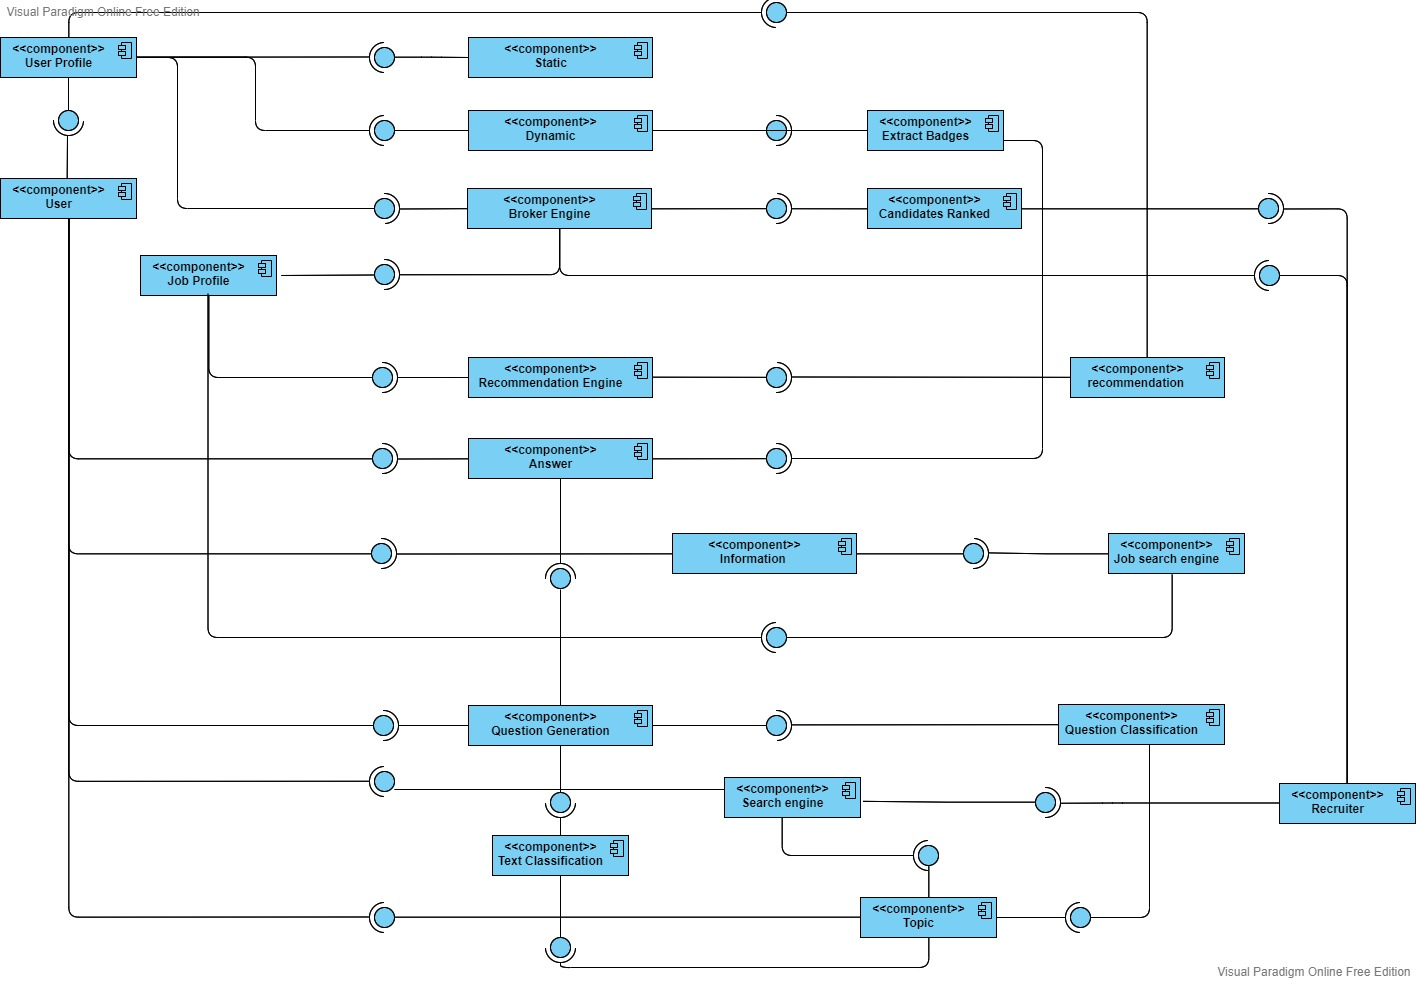 Visual Paradigm Online Free Edition
<<component>>
User Profile
<<component>>
Static
<<component>>
Dynamic
<<component>>
Extract Badges
<<component>>
User
<<component>>
Broker Engine
<<component>>
Candidates Ranked
<<component>>
Job Profile
<<component>>
Recommendation Engine
<<component>>
recommendation
<<component>>
Answer
<<component>>
Information
<<component>>
Job search engine
<<component>>
Question Generation
<<component>>
Question Classification
<<component>>
Search engine
<<component>>
Recruiter
<<component>>
Text Classification
<<component>>
Topic
Visual Paradigm Online Free Edition